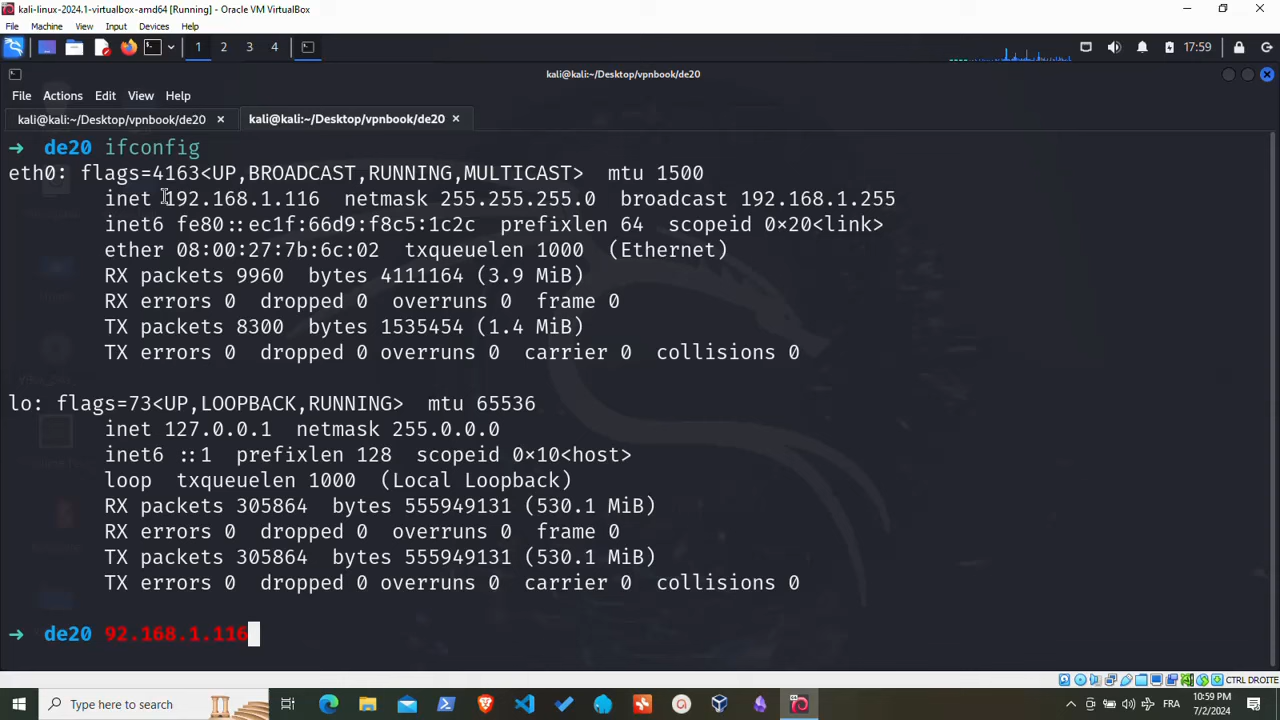 kali-linux-2024.1-virtualbox-amd64 [Running] - Oracle VM VirtualBox
File Machine View Input Devices Help
1 2 3 4 17:59
kali@kali:~/Desktop/vpnbook/de20
File Actions Edit View Help
kali@kali:~/Desktop/vpnbook/de20 × kali@kali:~/Desktop/vpnbook/de20 ×
→ de20 ifconfig
eth0: flags=4163<UP,BROADCAST,RUNNING,MULTICAST> mtu 1500
inet 192.168.1.116 netmask 255.255.255.0 broadcast 192.168.1.255
inet6 fe80::ec1f:66d9:f8c5:1c2c prefixlen 64 scopeid 0×20<link>
ether 08:00:27:7b:6c:02 txqueuelen 1000 (Ethernet)
RX packets 9960 bytes 4111164 (3.9 MiB)
RX errors 0 dropped 0 overruns 0 frame 0
TX packets 8300 bytes 1535454 (1.4 MiB)
TX errors 0 dropped 0 overruns 0 carrier 0 collisions 0
lo: flags=73<UP,LOOPBACK,RUNNING> mtu 65536
inet 127.0.0.1 netmask 255.0.0.0
inet6 ::1 prefixlen 128 scopeid 0×10<host>
loop txqueuelen 1000 (Local Loopback)
RX packets 305864 bytes 555949131 (530.1 MiB)
RX errors 0 dropped 0 overruns 0 frame 0
TX packets 305864 bytes 555949131 (530.1 MiB)
TX errors 0 dropped 0 overruns 0 carrier 0 collisions 0
→ de20 92.168.1.116
CTRL DROITE
Type here to search
FRA
10:59 PM
7/2/2024